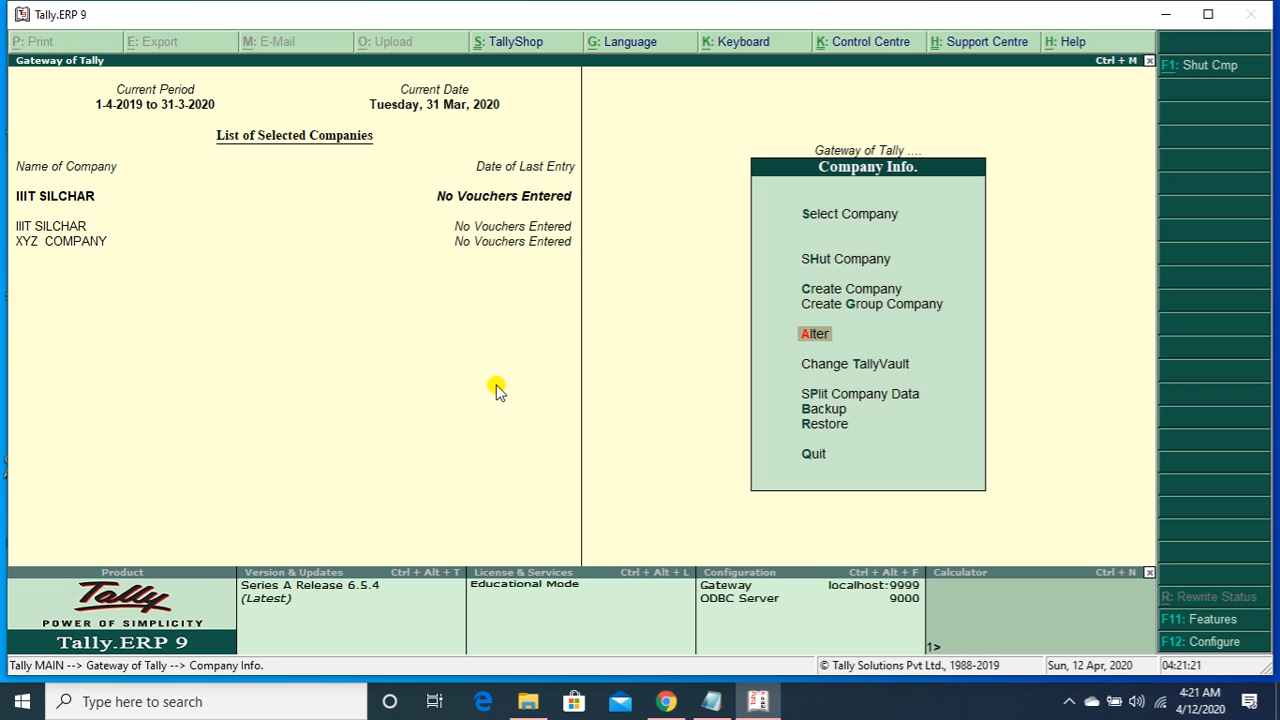 Tally.ERP 9
P: Print
E: Export
M: E-Mail
O: Upload
S: TallyShop
G: Language
K: Keyboard
K: Control Centre
H: Support Centre
H: Help
Gateway of Tally
Ctrl + M
F1: Shut Cmp
Current Period
1-4-2019 to 31-3-2020
Current Date
Tuesday, 31 Mar, 2020
List of Selected Companies
Name of Company
Date of Last Entry
IIIT SILCHAR
No Vouchers Entered
IIIT SILCHAR
No Vouchers Entered
XYZ COMPANY
No Vouchers Entered
Gateway of Tally ....
Company Info.
Select Company
SHut Company
Create Company
Create Group Company
Alter
Change TallyVault
SPlit Company Data
Backup
Restore
Quit
R: Rewrite Status
F11: Features
F12: Configure
Product
Tally
POWER OF SIMPLICITY
Tally.ERP 9
Version & Updates
Ctrl + Alt + T
Series A Release 6.5.4
(Latest)
License & Services
Ctrl + Alt + L
Educational Mode
Configuration
Ctrl + Alt + F
Gateway
localhost:9999
ODBC Server
9000
Calculator
Ctrl + N
1>
Tally MAIN --> Gateway of Tally --> Company Info.
© Tally Solutions Pvt Ltd., 1988-2019
Sun, 12 Apr, 2020
04:21:21
Type here to search
4:21 AM
4/12/2020